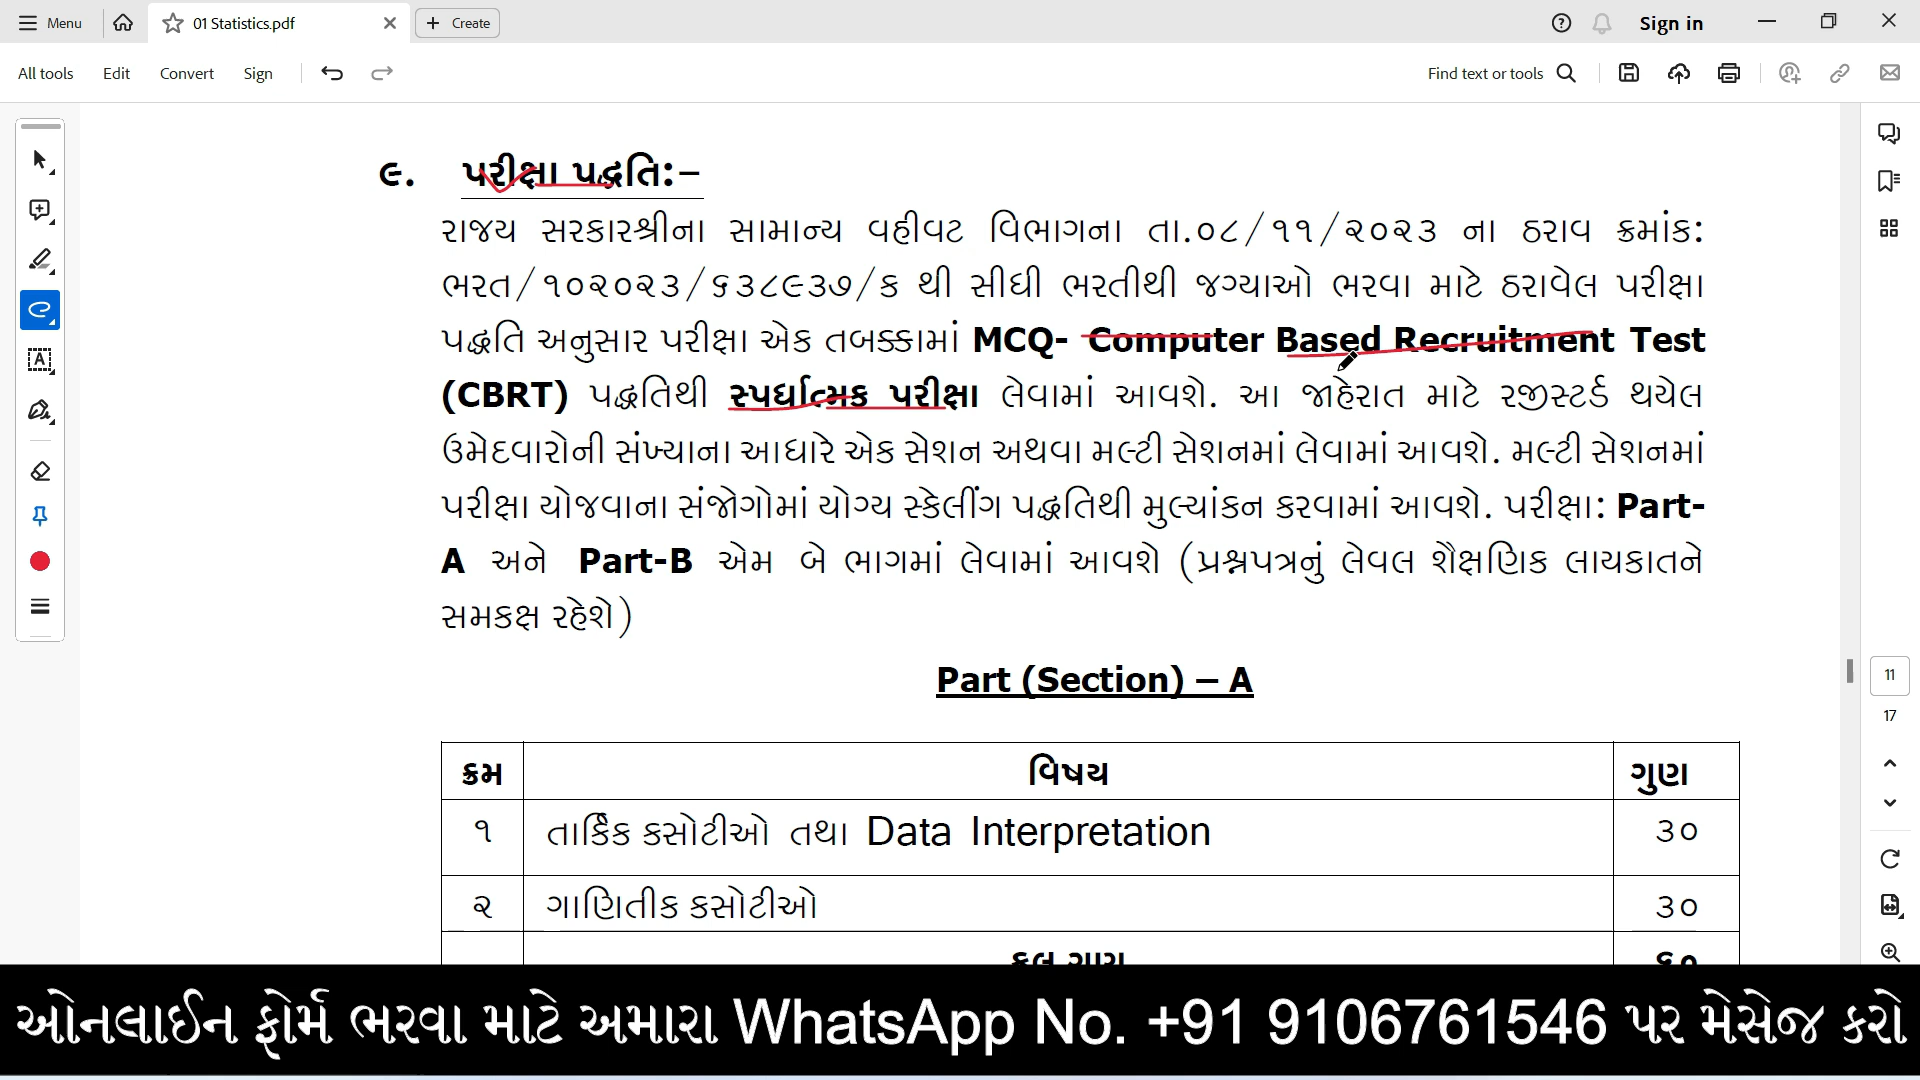 Menu
01 Statistics.pdf
Create
Sign in
All tools
Edit
Convert
Sign
Find text or tools
૯. પરીક્ષા પદ્ધતિ:–
રાજય સરકારશ્રીના સામાન્ય વહીવટ વિભાગના તા.૦૮/૧૧/૨૦૨૩ ના ઠરાવ ક્રમાંક:
ભરત/૧૦૨૦૨૩/૬૩૮૯૩૭/ક થી સીધી ભરતીથી જગ્યાઓ ભરવા માટે ઠરાવેલ પરીક્ષા
પદ્ધતિ અનુસાર પરીક્ષા એક તબક્કામાં MCQ- Computer Based Recruitment Test
(CBRT) પદ્ધતિથી સ્પર્ધાત્મક પરીક્ષા લેવામાં આવશે. આ જાહેરાત માટે રજીસ્ટર્ડ થયેલ
ઉમેદવારોની સંખ્યાના આધારે એક સેશન અથવા મલ્ટી સેશનમાં લેવામાં આવશે. મલ્ટી સેશનમાં
પરીક્ષા યોજવાના સંજોગોમાં યોગ્ય સ્કેલીંગ પદ્ધતિથી મુલ્યાંકન કરવામાં આવશે. પરીક્ષા: Part-
A અને Part-B એમ બે ભાગમાં લેવામાં આવશે (પ્રશ્નપત્રનું લેવલ શૈક્ષણિક લાયકાતને
સમકક્ષ રહેશે)
Part (Section) – A
ક્રમ વિષય ગુણ
૧ તાર્કિક કસોટીઓ તથા Data Interpretation ૩૦
૨ ગાણિતીક કસોટીઓ ૩૦
કુલ ગુણ ૬૦
11
17
ઓનલાઈન ફોર્મ ભરવા માટે અમારા WhatsApp No. +91 9106761546 પર મેસેજ કરો